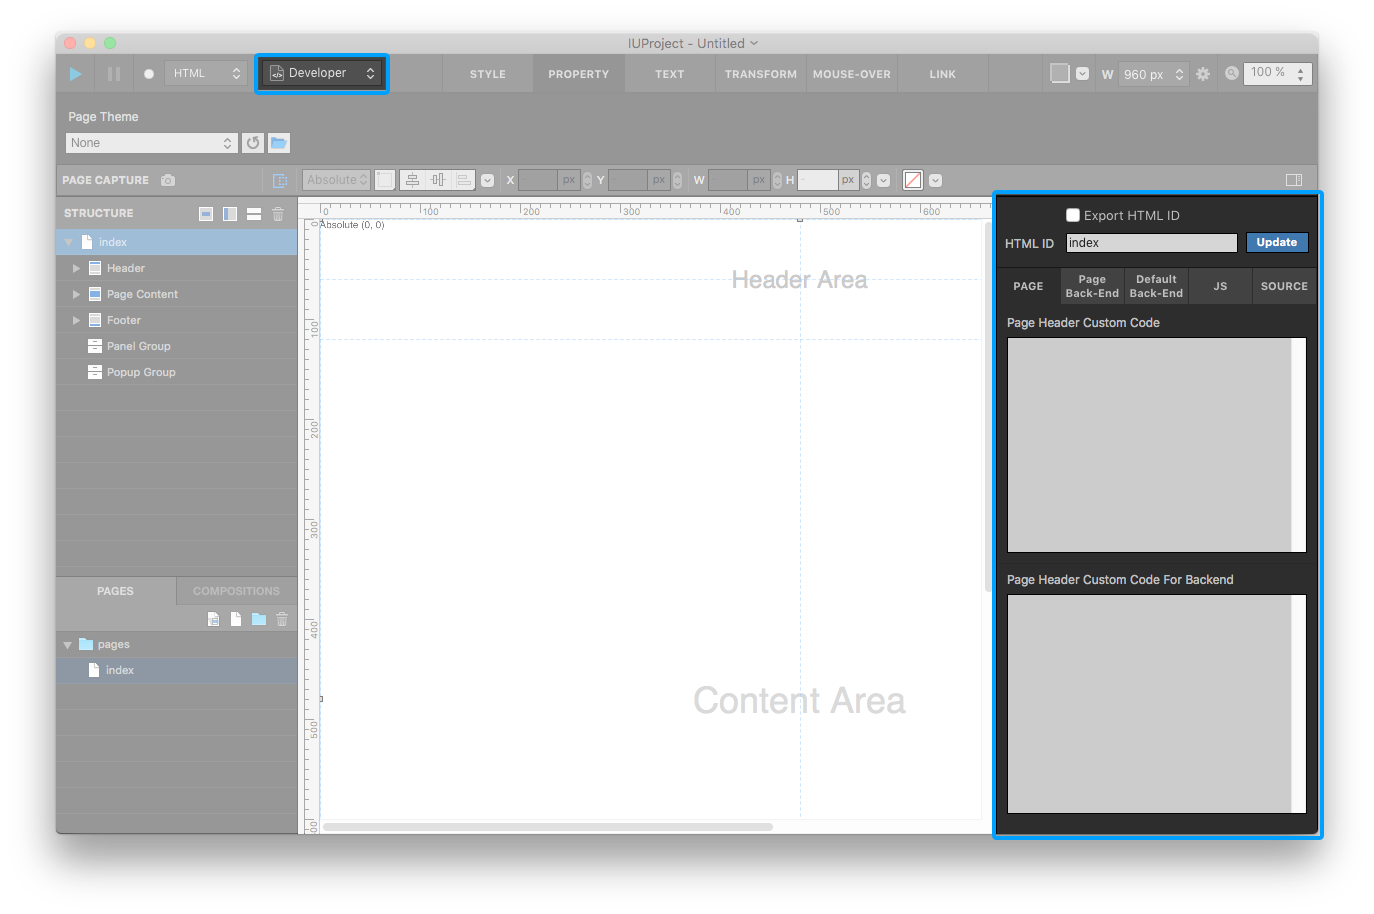 IUProject - Untitled
HTML
Developer
STYLE
PROPERTY
TEXT
TRANSFORM
MOUSE-OVER
LINK
W
960 px
100 %
Page Theme
None
PAGE CAPTURE
Absolute
X
px
Y
px
W
px
H
px
STRUCTURE
index
Header
Page Content
Footer
Panel Group
Popup Group
PAGES
COMPOSITIONS
pages
index
0
100
200
300
400
500
600
Absolute (0, 0)
0
100
200
300
400
500
Header Area
Content Area
Export HTML ID
HTML ID
index
Update
PAGE
Page
Back-End
Default
Back-End
JS
SOURCE
Page Header Custom Code
Page Header Custom Code For Backend